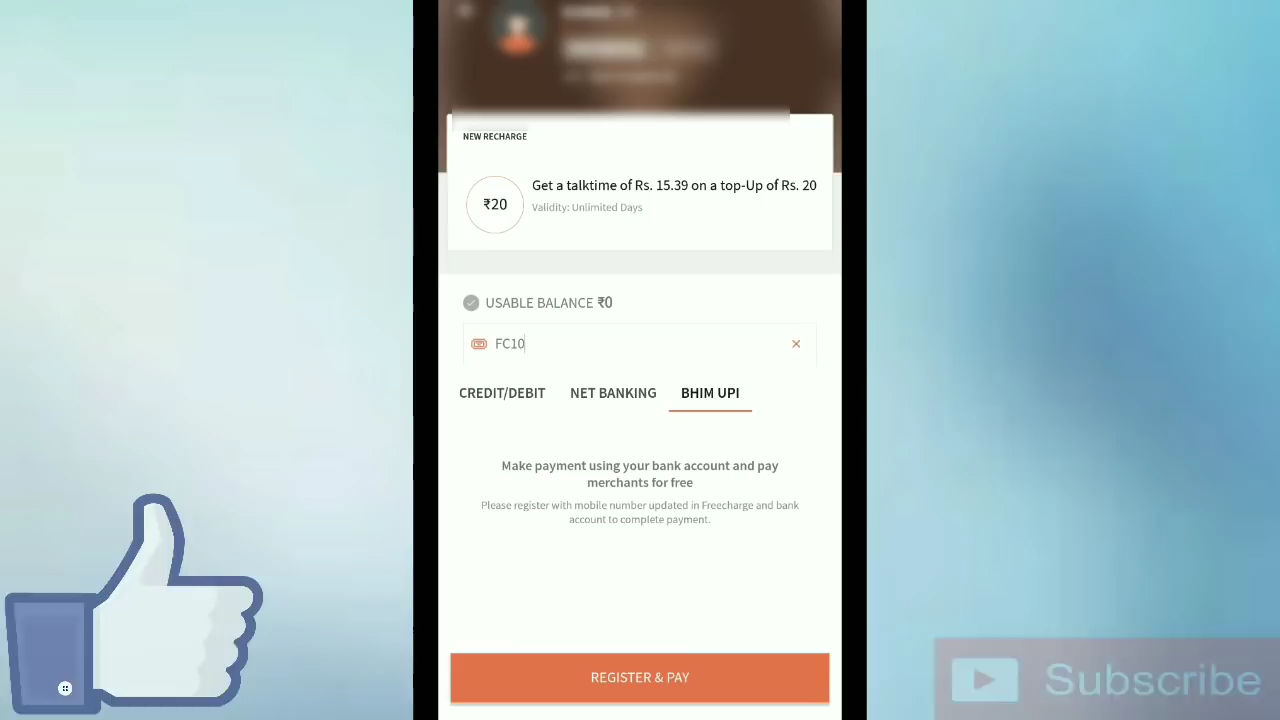 NEW RECHARGE
Get a talktime of Rs. 15.39 on a top-Up of Rs. 20
₹20
Validity: Unlimited Days
USABLE BALANCE ₹0
FC10
CREDIT/DEBIT NET BANKING BHIM UPI
Make payment using your bank account and pay
merchants for free
Please register with mobile number updated in Freecharge and bank
account to complete payment.
REGISTER & PAY
Subscribe